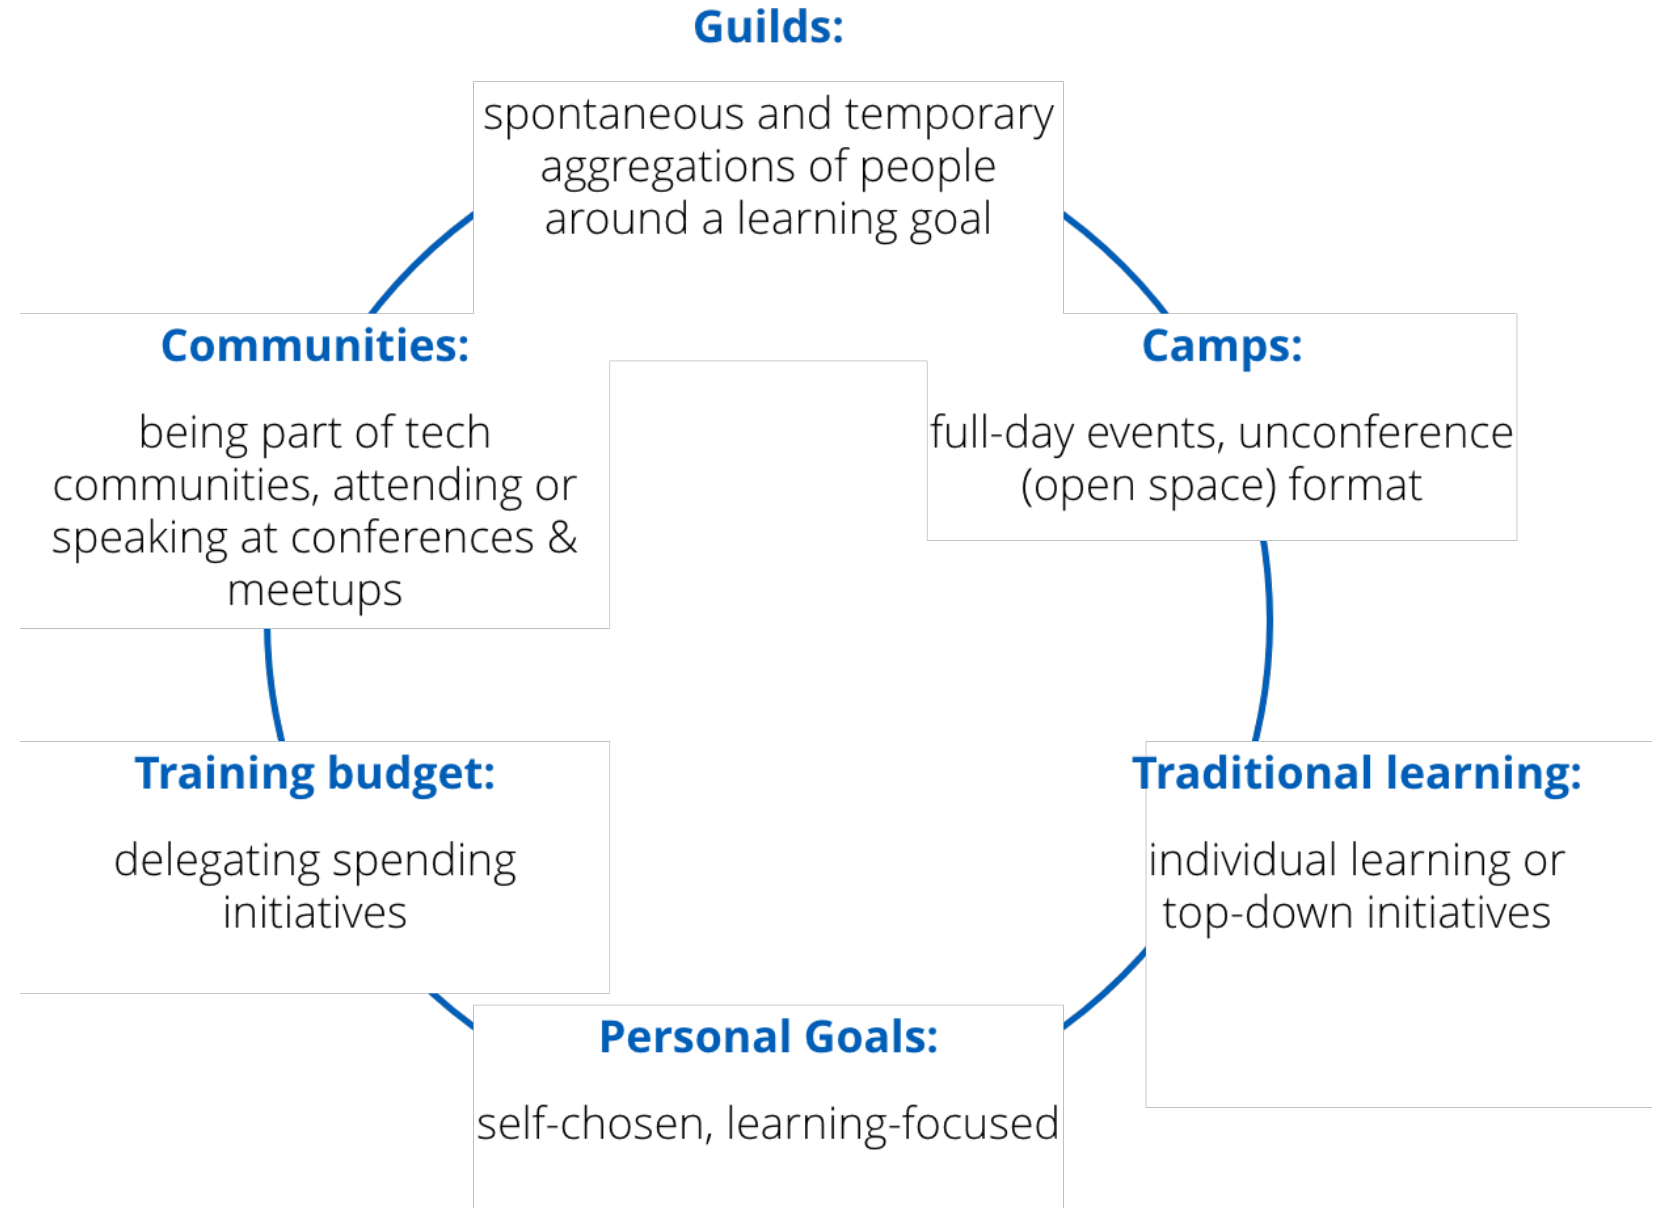 Guilds:
spontaneous and temporary
aggregations of people
around a learning goal
Communities:
being part of tech
communities, attending or
speaking at conferences &
meetups
Camps:
full-day events, unconference
(open space) format
Training budget:
delegating spending
initiatives
Traditional learning:
individual learning or
top-down initiatives
Personal Goals:
self-chosen, learning-focused